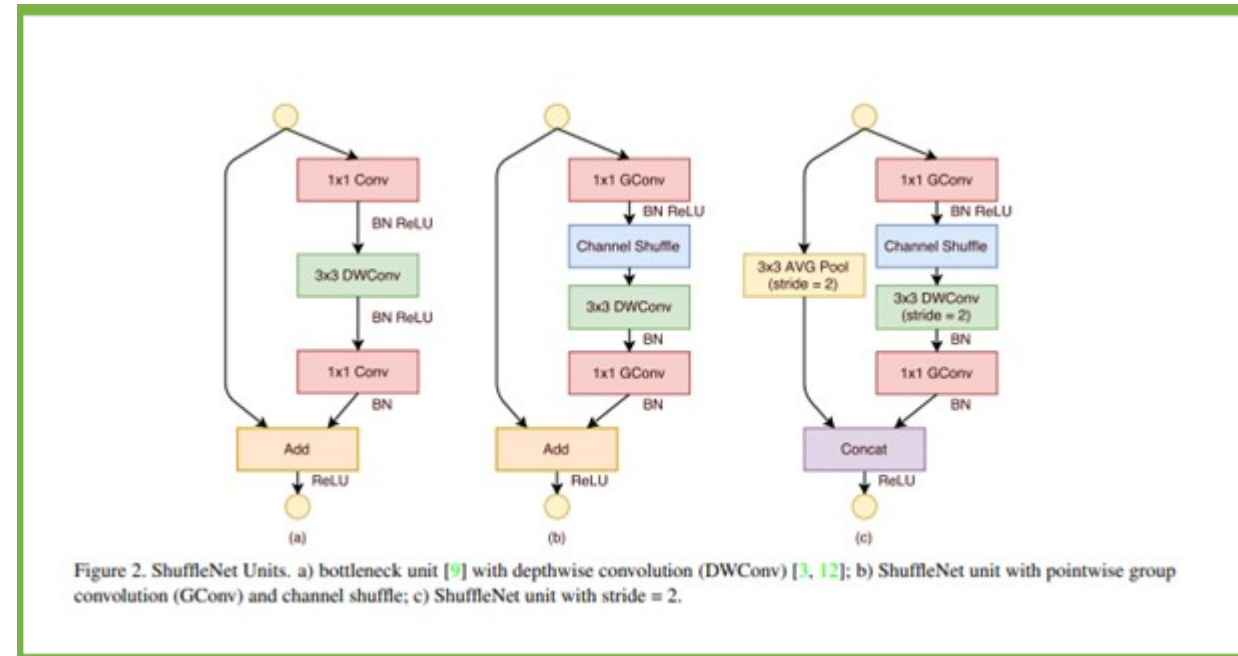 1x1 Conv
BN ReLU
3x3 DWConv
BN ReLU
1x1 Conv
BN
Add
ReLU
(a)
1x1 GConv
BN ReLU
Channel Shuffle
3x3 DWConv
BN
1x1 GConv
BN
Add
ReLU
(b)
3x3 AVG Pool
(stride = 2)
1x1 GConv
BN ReLU
Channel Shuffle
3x3 DWConv
(stride = 2)
BN
1x1 GConv
BN
Concat
ReLU
(c)
Figure 2. ShuffleNet Units. a) bottleneck unit [9] with depthwise convolution (DWConv) [3, 12]; b) ShuffleNet unit with pointwise group
convolution (GConv) and channel shuffle; c) ShuffleNet unit with stride = 2.